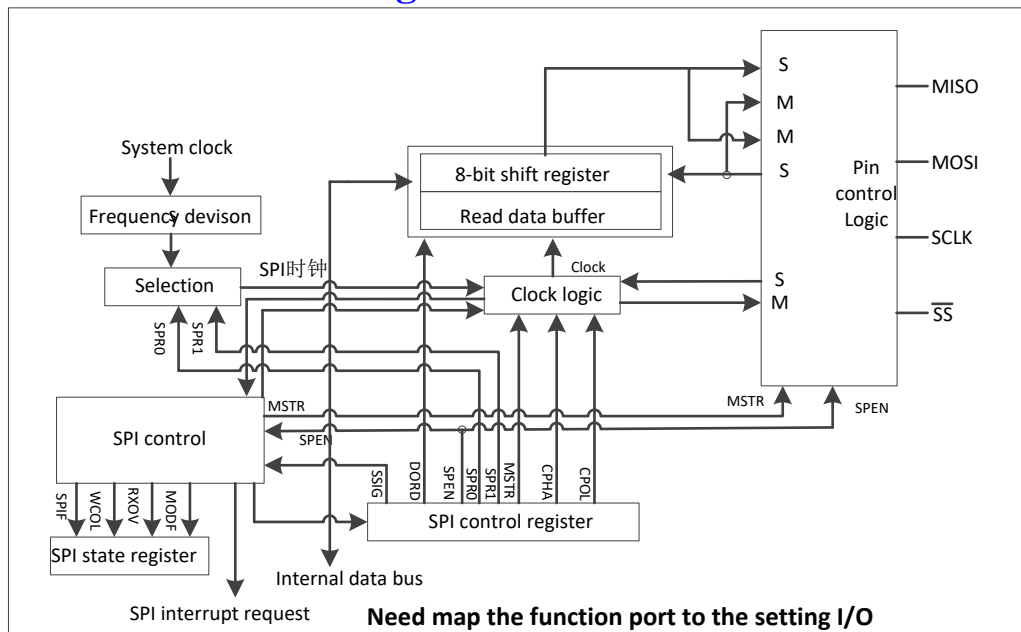 g
S
MISO
M
System clock
M
MOSI
8-bit shift register
S
Pin
control
Logic
Frequency devison
s
Read data buffer
SCLK
SPI时钟
Clock
S
Selection
Clock logic
M
SS
SPR0
SPR1
MSTR
MSTR
SPEN
SPI control
SPEN
SSIG
DORD
SPEN
SPR0
SPR1
MSTR
CPHA
CPOL
SPIF
WCOL
RXOV
MODF
SPI control register
SPI state register
Internal data bus
SPI interrupt request
Need map the function port to the setting I/O